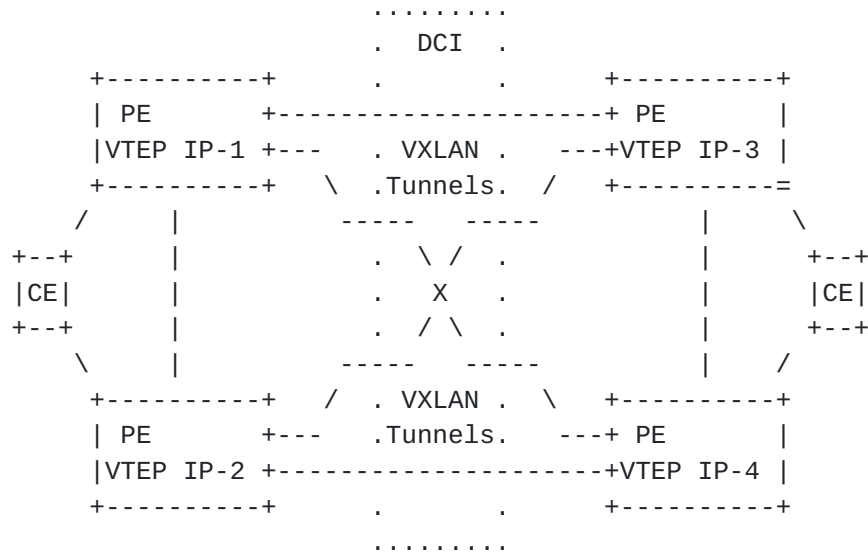 DCI
PE PE
VTEP IP-1 VXLAN VTEP IP-3
Tunnels
CE X CE
VXLAN
PE Tunnels PE
VTEP IP-2 VTEP IP-4